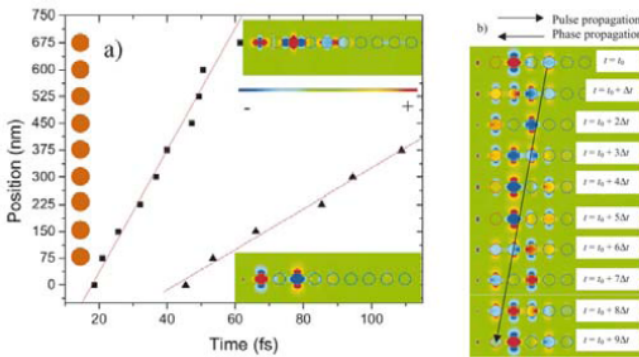 a)
Position (nm)
675
600
525
450
375
300
225
150
75
0
- +
20 40 60 80 100
Time (fs)
b)
Pulse propagation
Phase propagation
t = t₀
t = t₀ + Δt
t = t₀ + 2Δt
t = t₀ + 3Δt
t = t₀ + 4Δt
t = t₀ + 5Δt
t = t₀ + 6Δt
t = t₀ + 7Δt
t = t₀ + 8Δt
t = t₀ + 9Δt